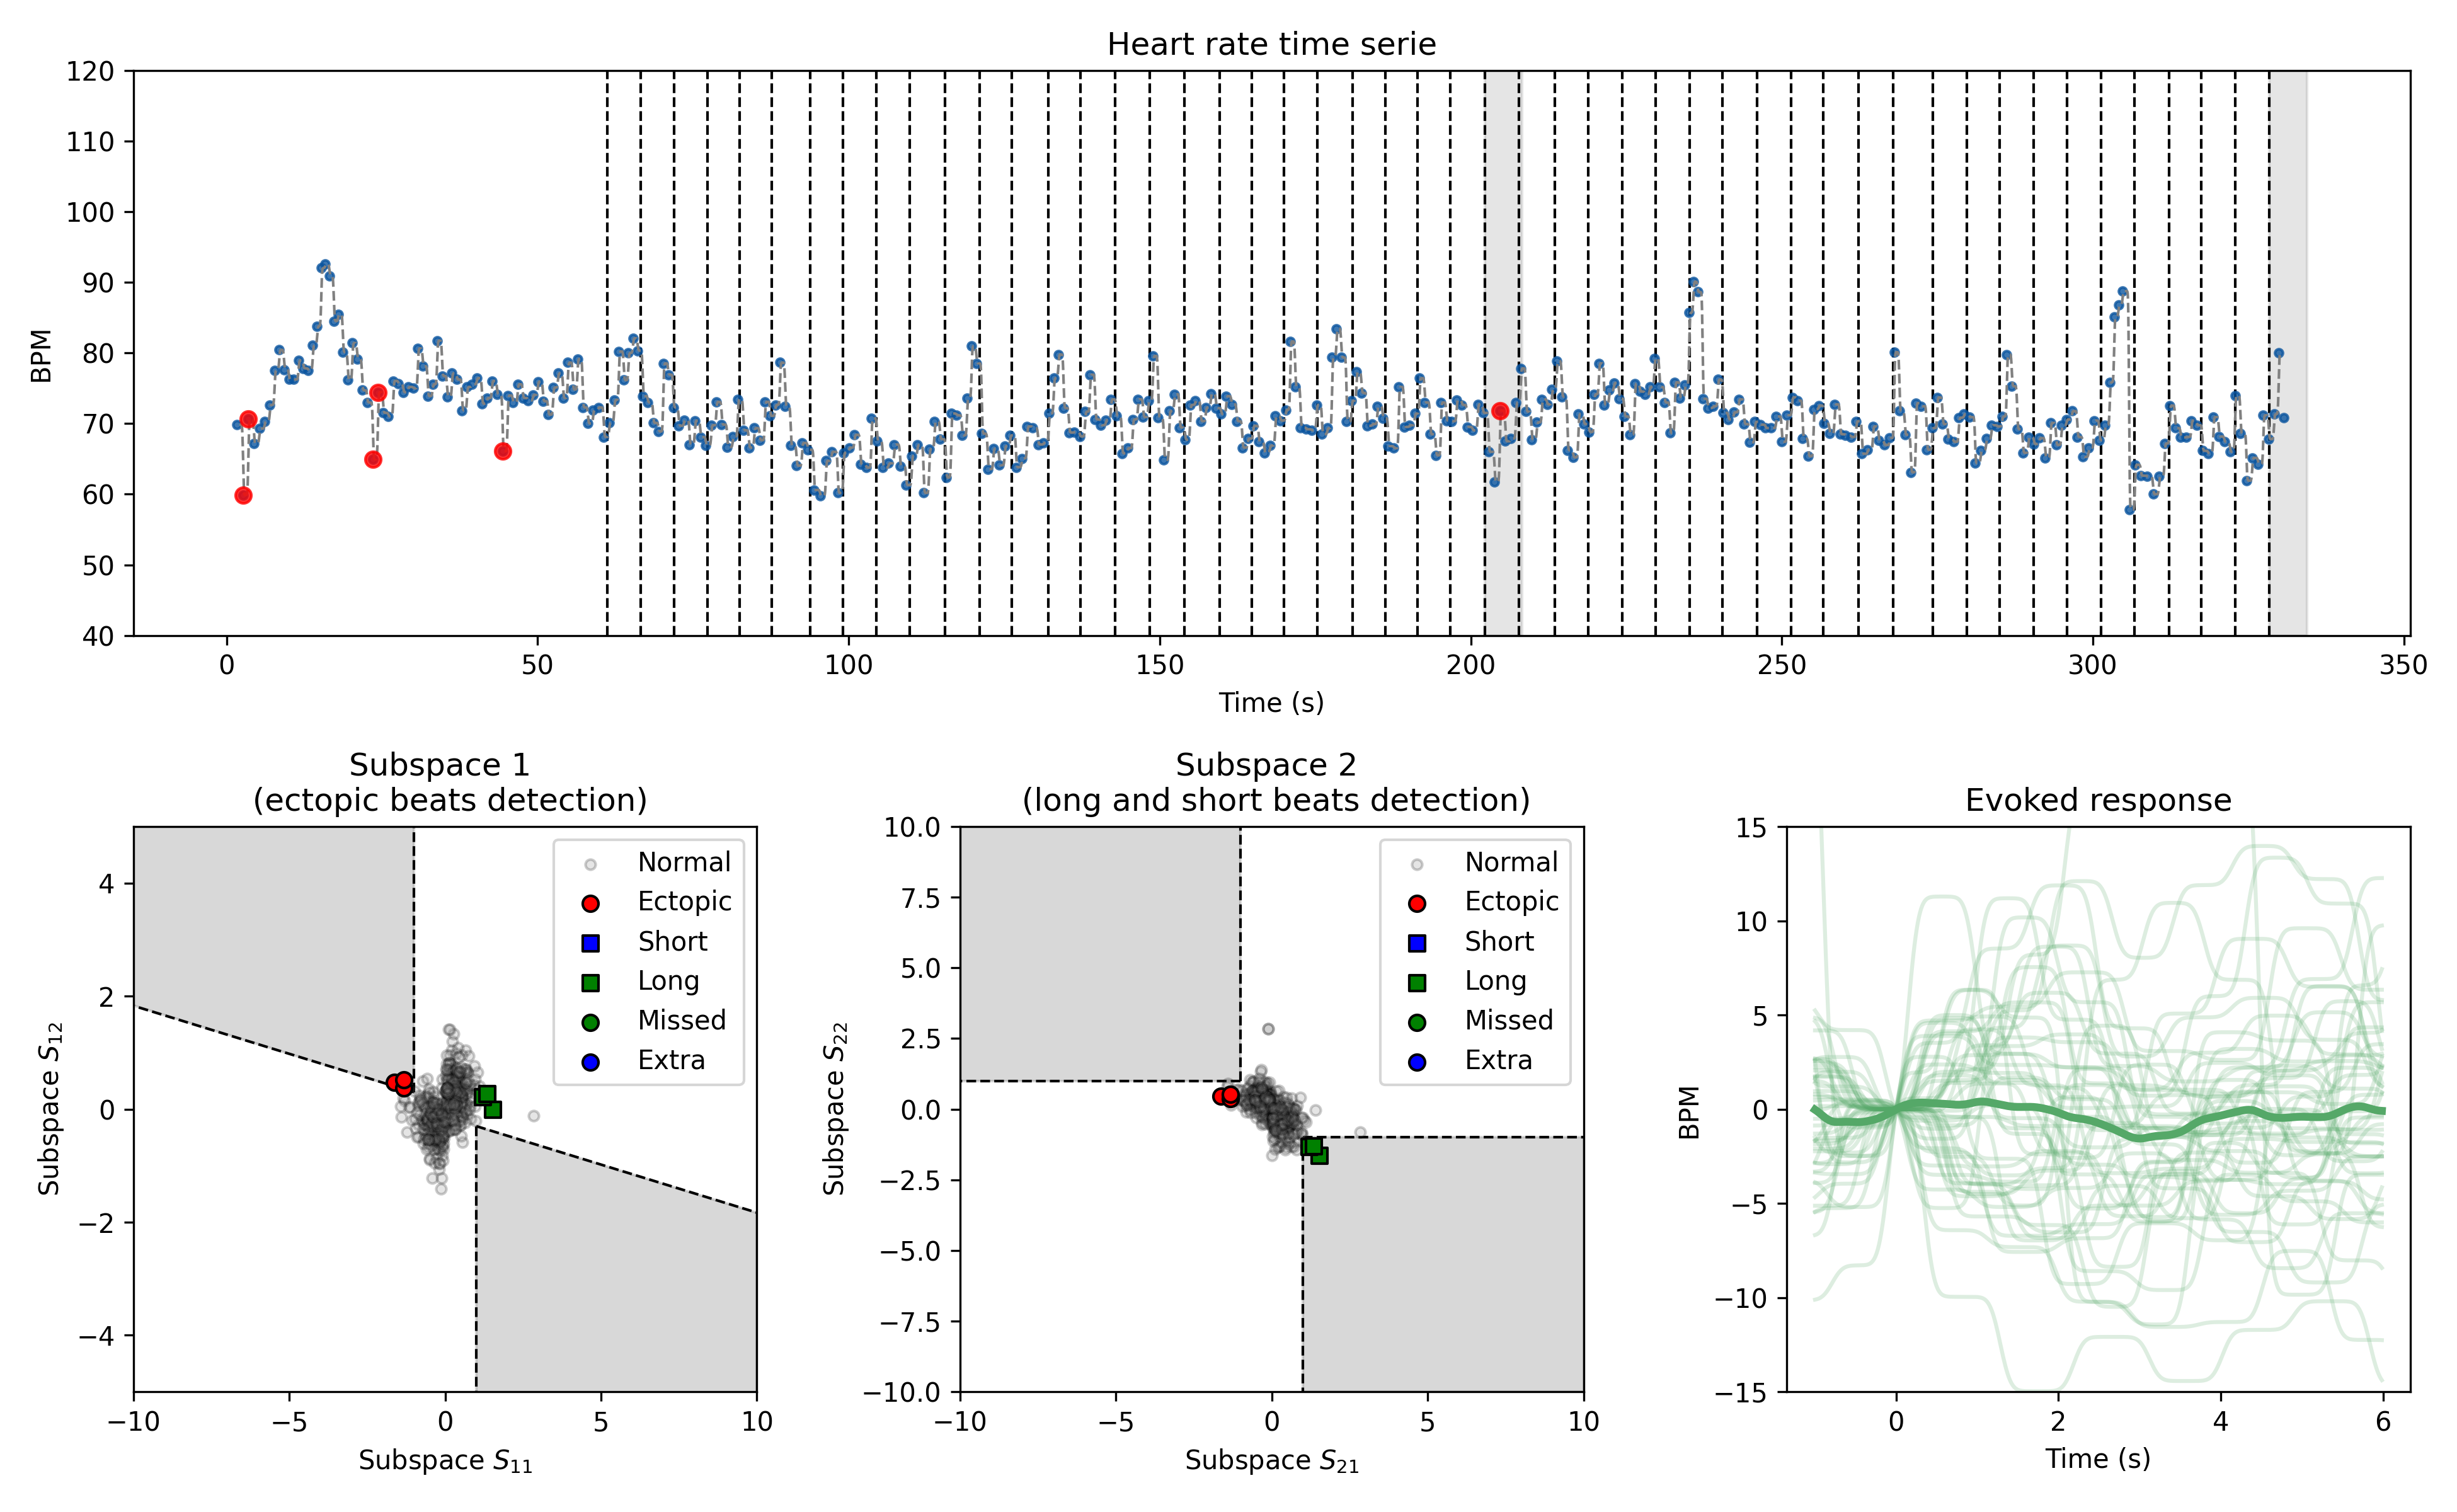 Heart rate time serie
120
110
100
90
80
70
60
50
40
BPM
0 50 100 150 200 250 300 350
Time (s)
Subspace 1
(ectopic beats detection)
4
2
0
−2
−4
Subspace S12
Normal
Ectopic
Short
Long
Missed
Extra
−10 −5 0 5 10
Subspace S11
Subspace 2
(long and short beats detection)
10.0
7.5
5.0
2.5
0.0
−2.5
−5.0
−7.5
−10.0
Subspace S22
Normal
Ectopic
Short
Long
Missed
Extra
−10 −5 0 5 10
Subspace S21
Evoked response
15
10
5
0
−5
−10
−15
BPM
0 2 4 6
Time (s)